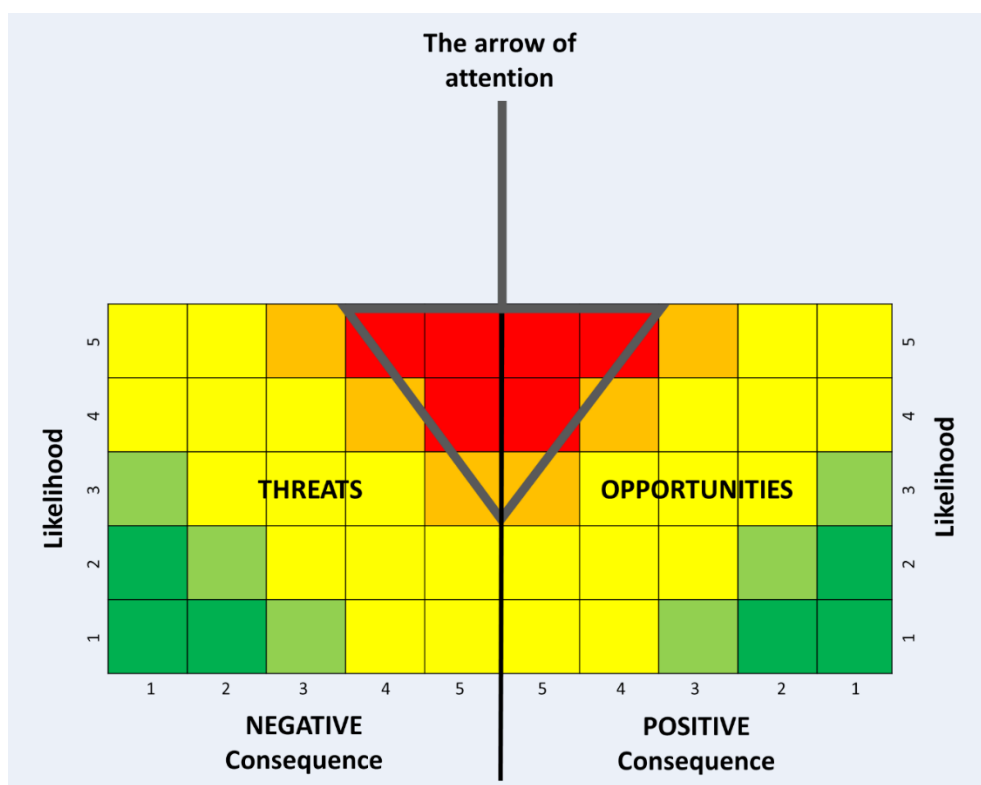 The arrow of
attention
5
5
4
4
Likelihood
Likelihood
3
THREATS
OPPORTUNITIES
3
2
2
1
1
1 2 3 4 5 5 4 3 2 1
NEGATIVE
Consequence
POSITIVE
Consequence